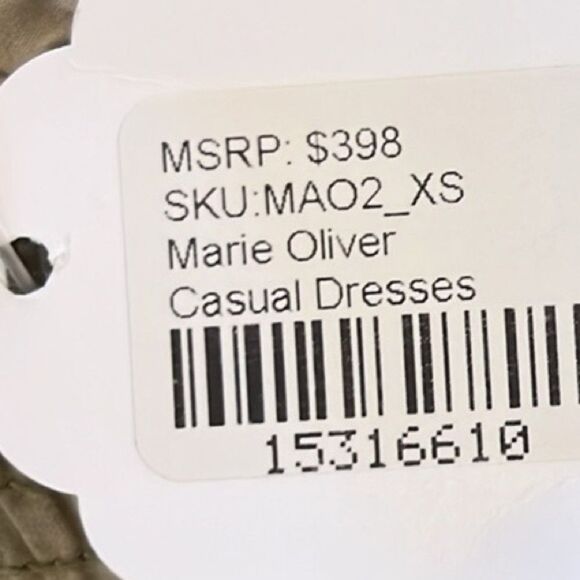 MSRP: $398
SKU:MAO2_XS
Marie Oliver
Casual Dresses
15316610